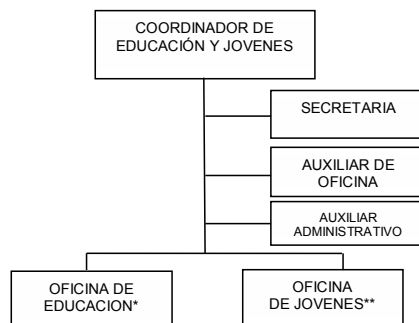 COORDINADOR DE
EDUCACIÓN Y JOVENES
SECRETARIA
AUXILIAR DE
OFICINA
AUXILIAR
ADMINISTRATIVO
OFICINA DE
EDUCACION*
OFICINA
DE JOVENES**